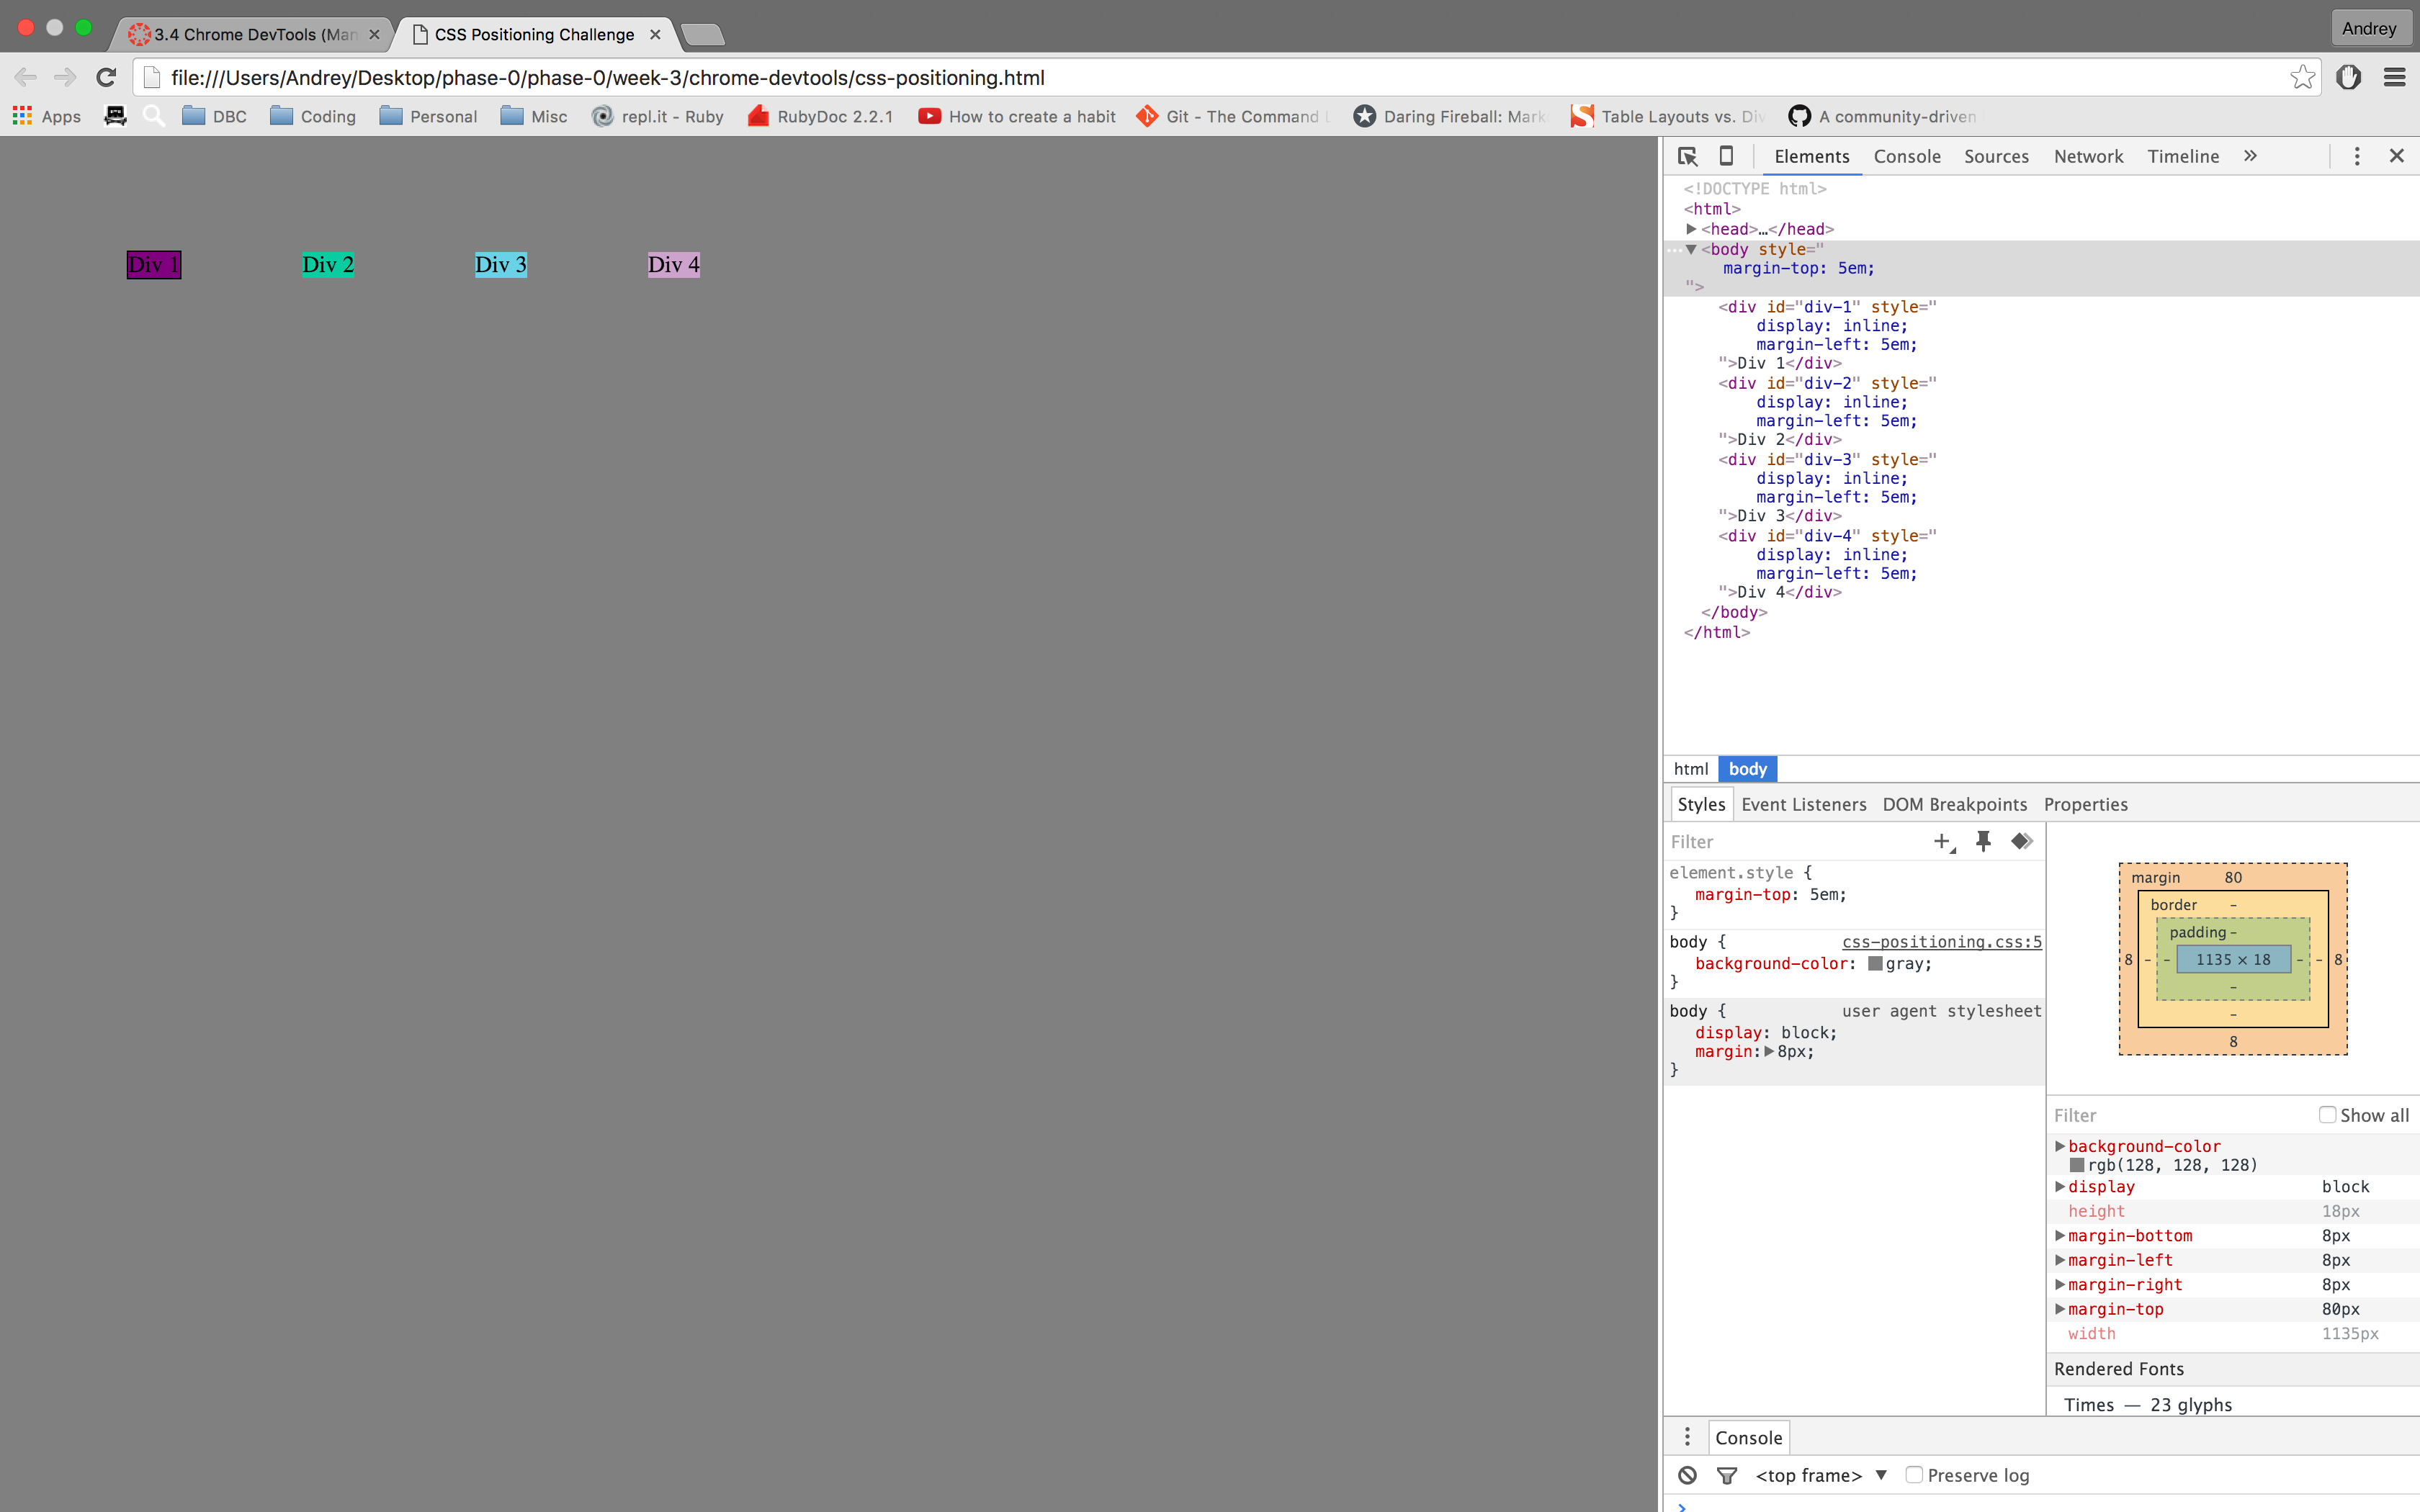 3.4 Chrome DevTools (Man
CSS Positioning Challenge
Andrey
file:///Users/Andrey/Desktop/phase-0/phase-0/week-3/chrome-devtools/css-positioning.html
Apps DBC Coding Personal Misc repl.it - Ruby RubyDoc 2.2.1 How to create a habit Git - The Command Daring Fireball: Mark Table Layouts vs. Div A community-driven
Div 1 Div 2 Div 3 Div 4
Elements Console Sources Network Timeline »
<!DOCTYPE html>
<html>
▶<head>…</head>
…▼<body style="
margin-top: 5em;
">
<div id="div-1" style="
display: inline;
margin-left: 5em;
">Div 1</div>
<div id="div-2" style="
display: inline;
margin-left: 5em;
">Div 2</div>
<div id="div-3" style="
display: inline;
margin-left: 5em;
">Div 3</div>
<div id="div-4" style="
display: inline;
margin-left: 5em;
">Div 4</div>
</body>
</html>
html body
Styles Event Listeners DOM Breakpoints Properties
Filter
element.style {
margin-top: 5em;
}
body { css-positioning.css:5
background-color: gray;
}
body { user agent stylesheet
display: block;
margin:▶8px;
}
margin 80
border –
padding –
8 – – 1135 × 18 – – 8
–
–
8
Filter Show all
▶background-color
rgb(128, 128, 128)
▶display block
height 18px
▶margin-bottom 8px
▶margin-left 8px
▶margin-right 8px
▶margin-top 80px
width 1135px
Rendered Fonts
Times — 23 glyphs
Console
<top frame> ▼ Preserve log
>